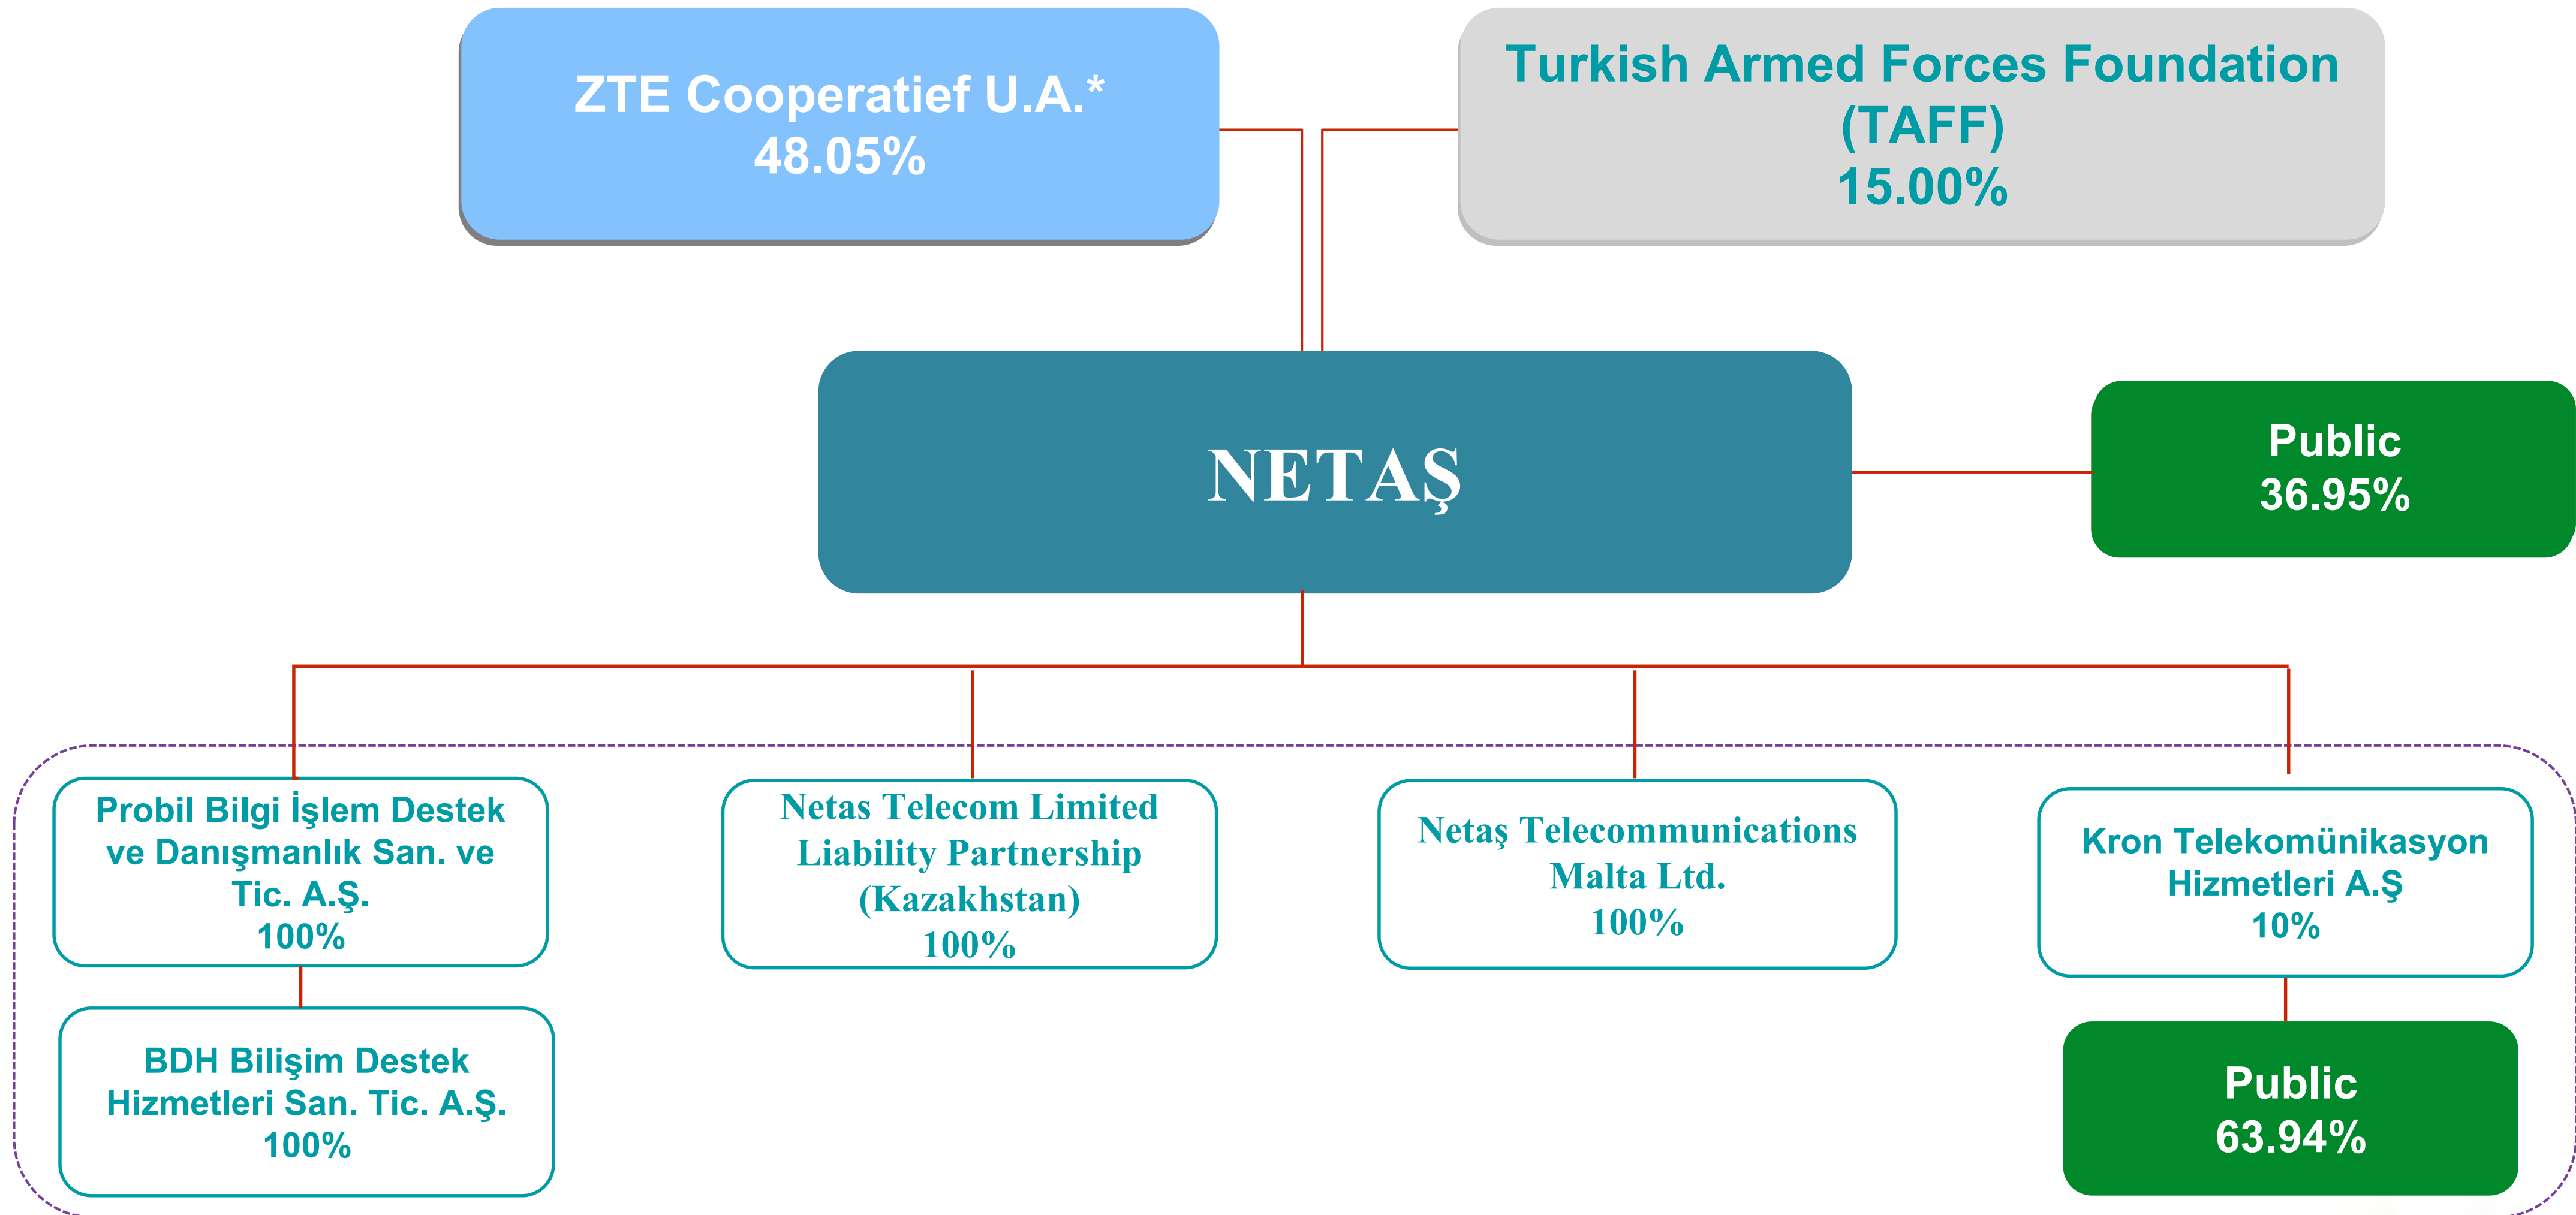 ZTE Cooperatief U.A.*
48.05%
Turkish Armed Forces Foundation
(TAFF)
15.00%
NETAŞ
Public
36.95%
Probil Bilgi İşlem Destek
ve Danışmanlık San. ve
Tic. A.Ş.
100%
Netas Telecom Limited
Liability Partnership
(Kazakhstan)
100%
Netaş Telecommunications
Malta Ltd.
100%
Kron Telekomünikasyon
Hizmetleri A.Ş
10%
BDH Bilişim Destek
Hizmetleri San. Tic. A.Ş.
100%
Public
63.94%